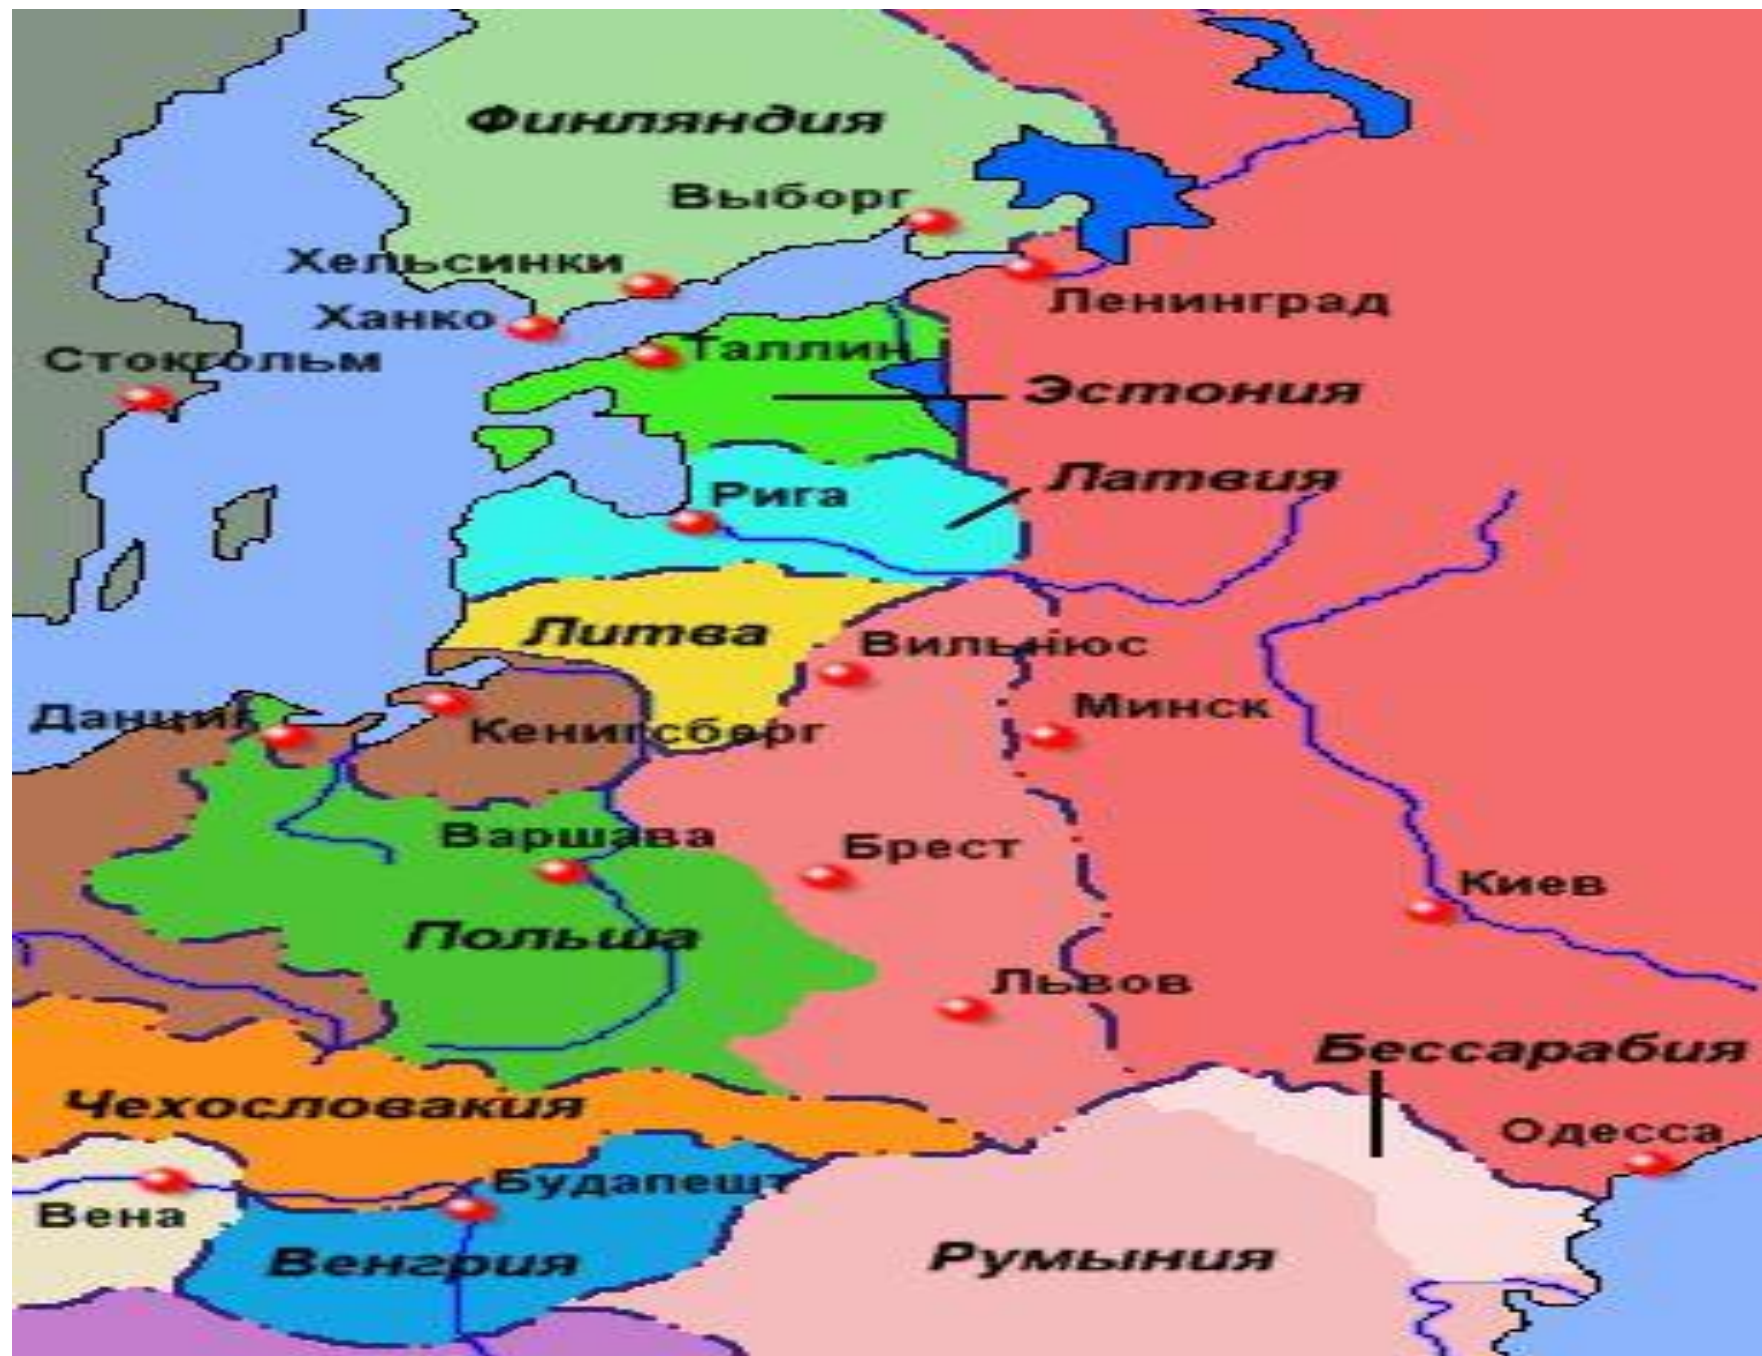 Финляндия
Выборг
Хельсинки
Ханко
Ленинград
Стокгольм
Таллин
Эстония
Латвия
Рига
Литва
Вильнюс
Данциг
Кенигсберг
Минск
Варшава
Брест
Киев
Польша
Львов
Бессарабия
Чехословакия
Одесса
Будапешт
Вена
Венгрия
Румыния